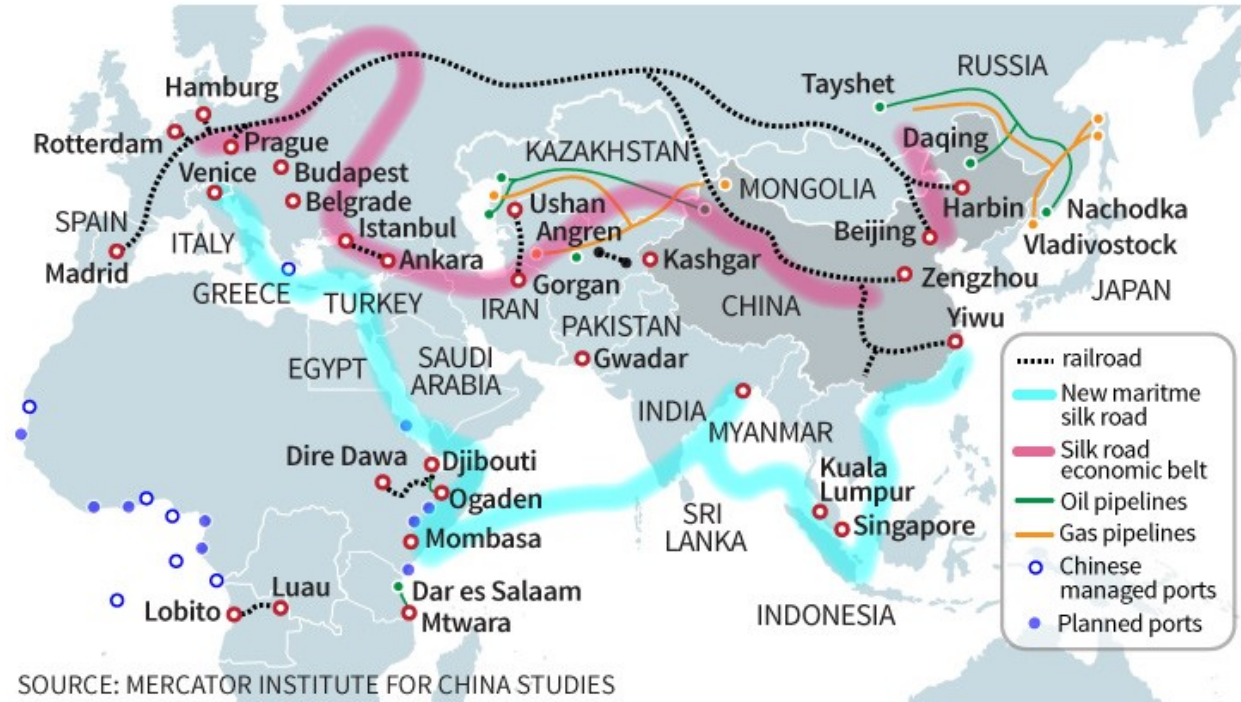 Hamburg
Rotterdam
Prague
Venice
Budapest
Belgrade
SPAIN
ITALY
Istanbul
Madrid
Ankara
GREECE
TURKEY
EGYPT
SAUDI
ARABIA
KAZAKHSTAN
Ushan
Angren
IRAN
Gorgan
Kashgar
PAKISTAN
Gwadar
Tayshet
RUSSIA
Daqing
MONGOLIA
Harbin
Nachodka
Beijing
Vladivostock
Zengzhou
JAPAN
CHINA
Yiwu
INDIA
MYANMAR
Kuala
Lumpur
Singapore
SRI
LANKA
INDONESIA
Dire Dawa
Djibouti
Ogaden
Mombasa
Luau
Dar es Salaam
Lobito
Mtwara
railroad
New maritme
silk road
Silk road
economic belt
Oil pipelines
Gas pipelines
Chinese
managed ports
Planned ports
SOURCE: MERCATOR INSTITUTE FOR CHINA STUDIES